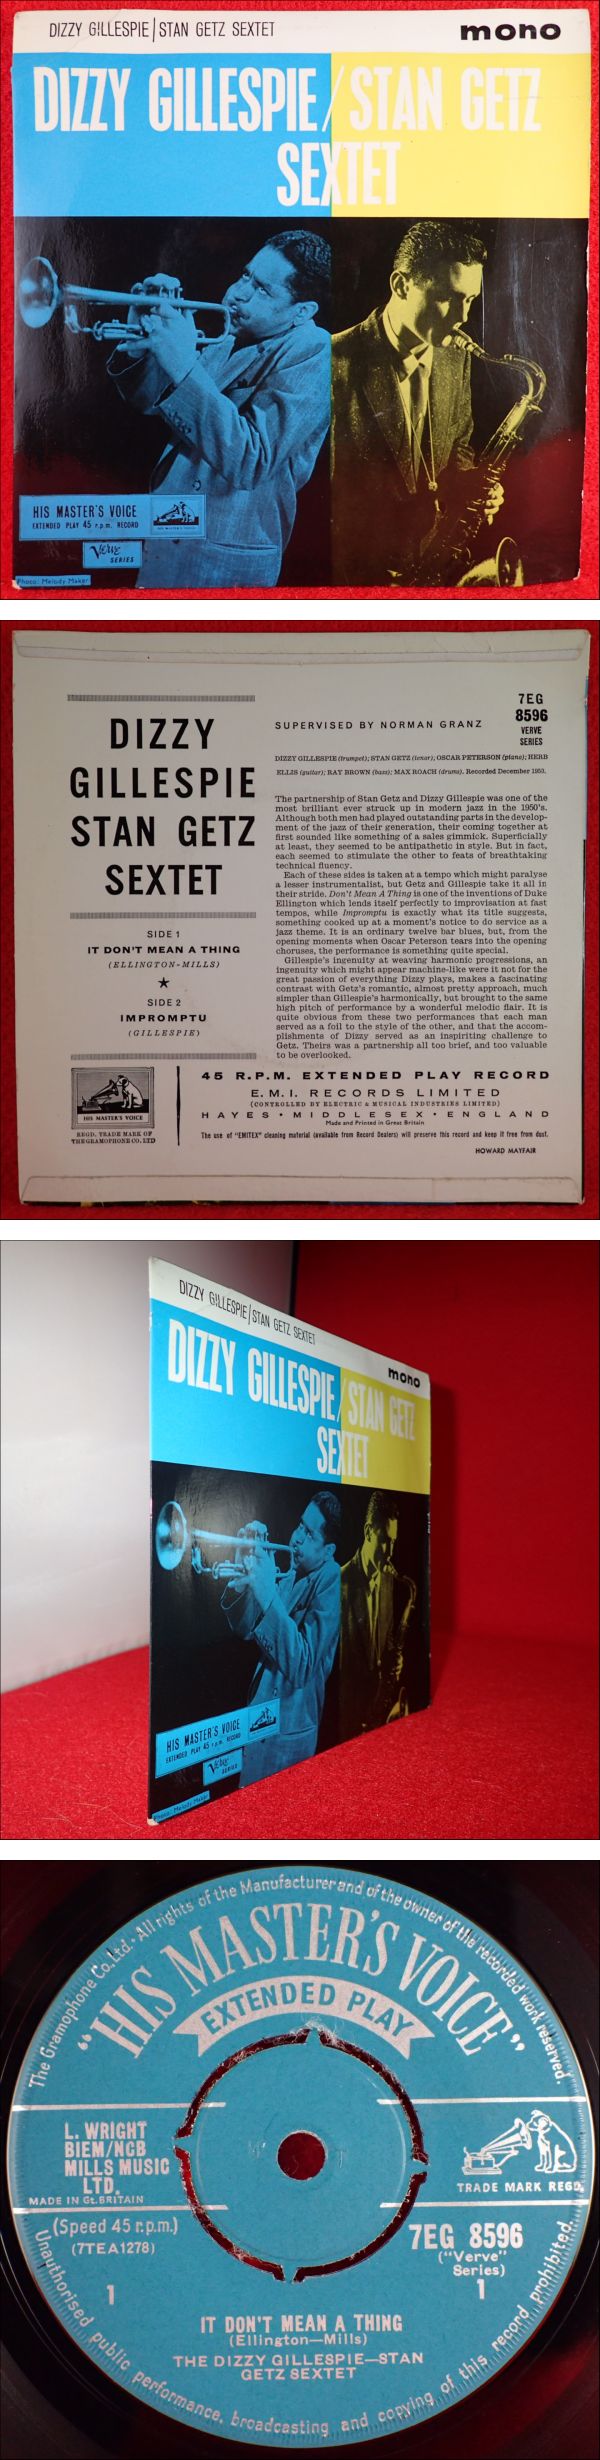 DIZZY GILLESPIE/STAN GETZ SEXTET
mono
DIZZY GILLESPIE/STAN GETZ
SEXTET
HIS MASTER'S VOICE
EXTENDED PLAY 45 r.p.m. RECORD
Verve
SERIES
Photo: Melody Maker
DIZZY
GILLESPIE
STAN GETZ
SEXTET
SIDE 1
IT DON'T MEAN A THING
(ELLINGTON-MILLS)
★
SIDE 2
IMPROMPTU
(GILLESPIE)
SUPERVISED BY NORMAN GRANZ
7EG
8596
VERVE
SERIES
DIZZY GILLESPIE (trumpet); STAN GETZ (tenor); OSCAR PETERSON (piano); HERB
ELLIS (guitar); RAY BROWN (bass); MAX ROACH (drums). Recorded December 1953.
The partnership of Stan Getz and Dizzy Gillespie was one of the
most brilliant ever struck up in modern jazz in the 1950's.
Although both men had played outstanding parts in the develop-
ment of the jazz of their generation, their coming together at
first sounded like something of a sales gimmick. Superficially
at least, they seemed to be antipathetic in style. But in fact,
each seemed to stimulate the other to feats of breathtaking
technical fluency.
Each of these sides is taken at a tempo which might paralyse
a lesser instrumentalist, but Getz and Gillespie take it all in
their stride. Don't Mean A Thing is one of the inventions of Duke
Ellington which lends itself perfectly to improvisation at fast
tempos, while Impromptu is exactly what its title suggests,
something cooked up at a moment's notice to do service as a
jazz theme. It is an ordinary twelve bar blues, but, from the
opening moments when Oscar Peterson tears into the opening
choruses, the performance is something quite special.
Gillespie's ingenuity at weaving harmonic progressions, an
ingenuity which might appear machine-like were it not for the
great passion of everything Dizzy plays, makes a fascinating
contrast with Getz's romantic, almost pretty approach, much
simpler than Gillespie's harmonically, but brought to the same
high pitch of performance by a wonderful melodic flair. It is
quite obvious from these two performances that each man
served as a foil to the style of the other, and that the accom-
plishments of Dizzy served as an inspiriting challenge to
Getz. Theirs was a partnership all too brief, and too valuable
to be overlooked.
HIS MASTER'S VOICE
REGD. TRADE MARK OF
THE GRAMOPHONE CO. LTD
45 R.P.M. EXTENDED PLAY RECORD
E.M.I. RECORDS LIMITED
(CONTROLLED BY ELECTRIC & MUSICAL INDUSTRIES LIMITED)
HAYES • MIDDLESEX • ENGLAND
Made and Printed in Great Britain
The use of "EMITEX" cleaning material (available from Record Dealers) will preserve this record and keep it free from dust.
HOWARD MAYFAIR
DIZZY GILLESPIE/STAN GETZ SEXTET
mono
DIZZY GILLESPIE/STAN GETZ
SEXTET
HIS MASTER'S VOICE
EXTENDED PLAY 45 r.p.m. RECORD
Verve
SERIES
Photo: Melody Maker
The Gramophone Co. Ltd. · All rights of the Manufacturer and of the owner of the recorded work reserved.
"HIS MASTER'S VOICE"
EXTENDED PLAY
L. WRIGHT
BIEM/NCB
MILLS MUSIC
LTD.
MADE IN Gt. BRITAIN
TRADE MARK REGD.
(Speed 45 r.p.m.)
(7TEA1278)
1
7EG 8596
("Verve"
Series)
1
IT DON'T MEAN A THING
(Ellington—Mills)
THE DIZZY GILLESPIE—STAN
GETZ SEXTET
Unauthorised public performance, broadcasting and copying of this record prohibited.